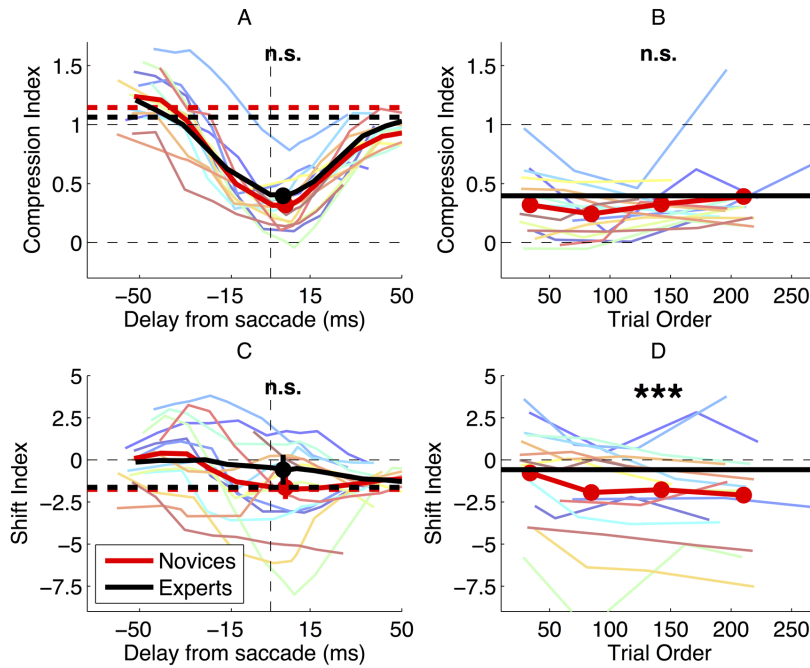 A
n.s.
Compression Index
1.5
1
0.5
0
−50
−15
15
50
Delay from saccade (ms)
B
n.s.
Compression Index
1.5
1
0.5
0
50
100
150
200
250
Trial Order
C
n.s.
Shift Index
5
2.5
0
−2.5
−5
−7.5
Novices
Experts
−50
−15
15
50
Delay from saccade (ms)
D
***
Shift Index
5
2.5
0
−2.5
−5
−7.5
50
100
150
200
250
Trial Order